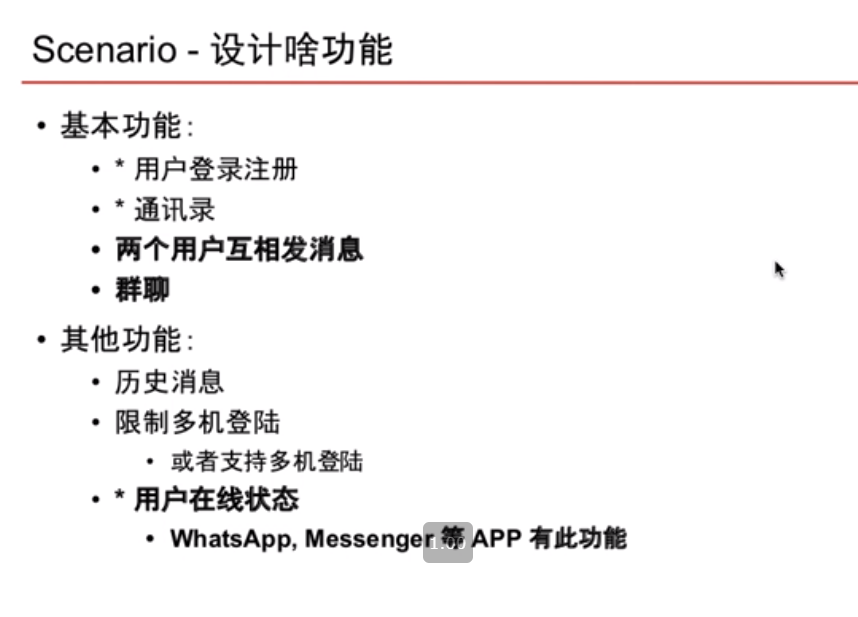 Scenario - 设计啥功能
• 基本功能:
• * 用户登录注册
• * 通讯录
• 两个用户互相发消息
• 群聊
• 其他功能:
• 历史消息
• 限制多机登陆
• 或者支持多机登陆
• * 用户在线状态
• WhatsApp, Messenger 等 APP 有此功能